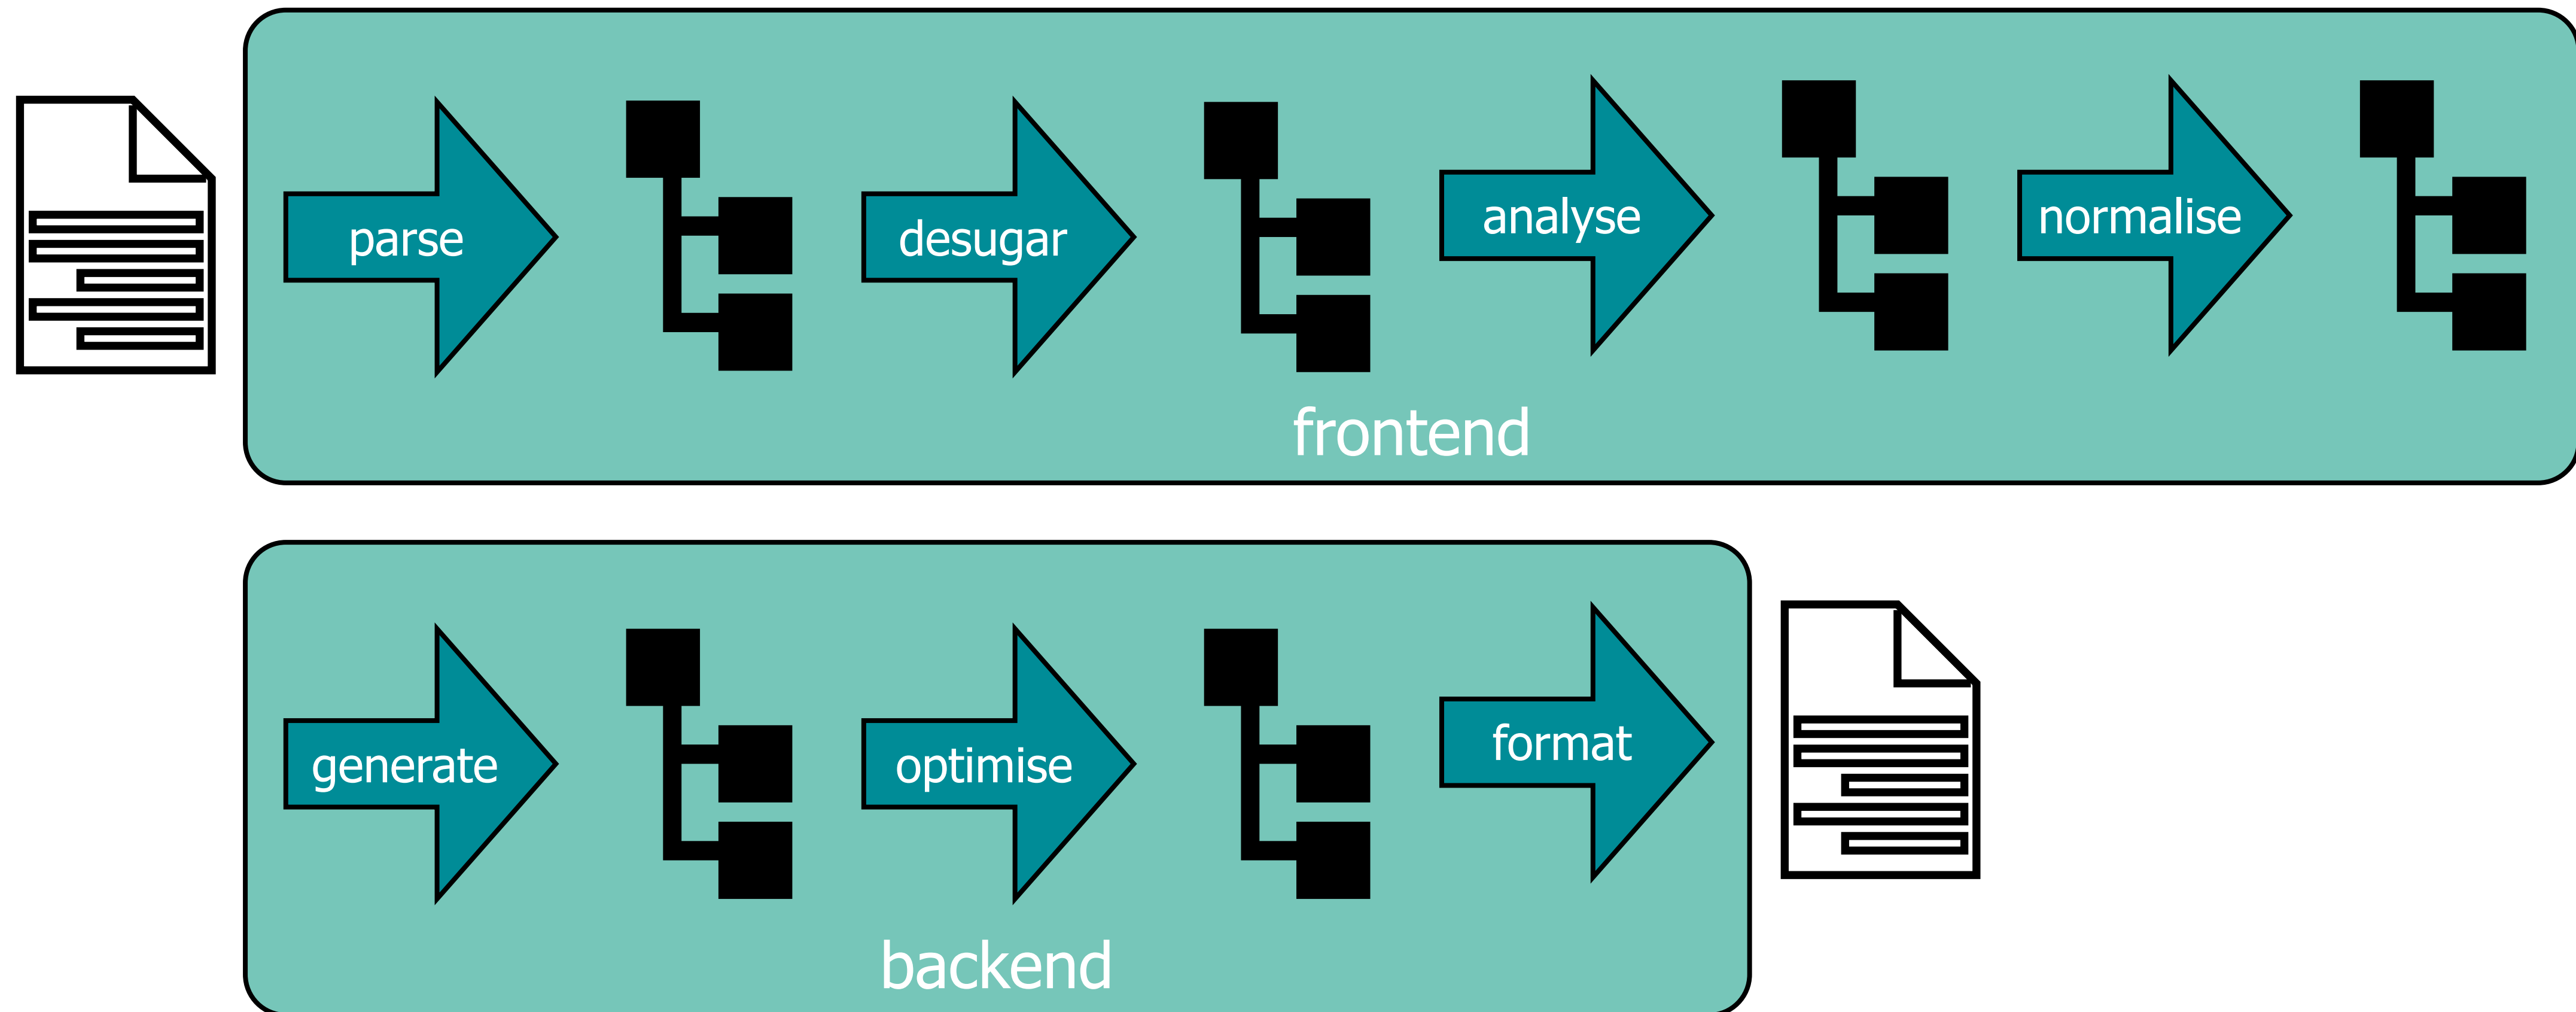 parse
desugar
analyse
normalise
frontend
generate
optimise
format
backend